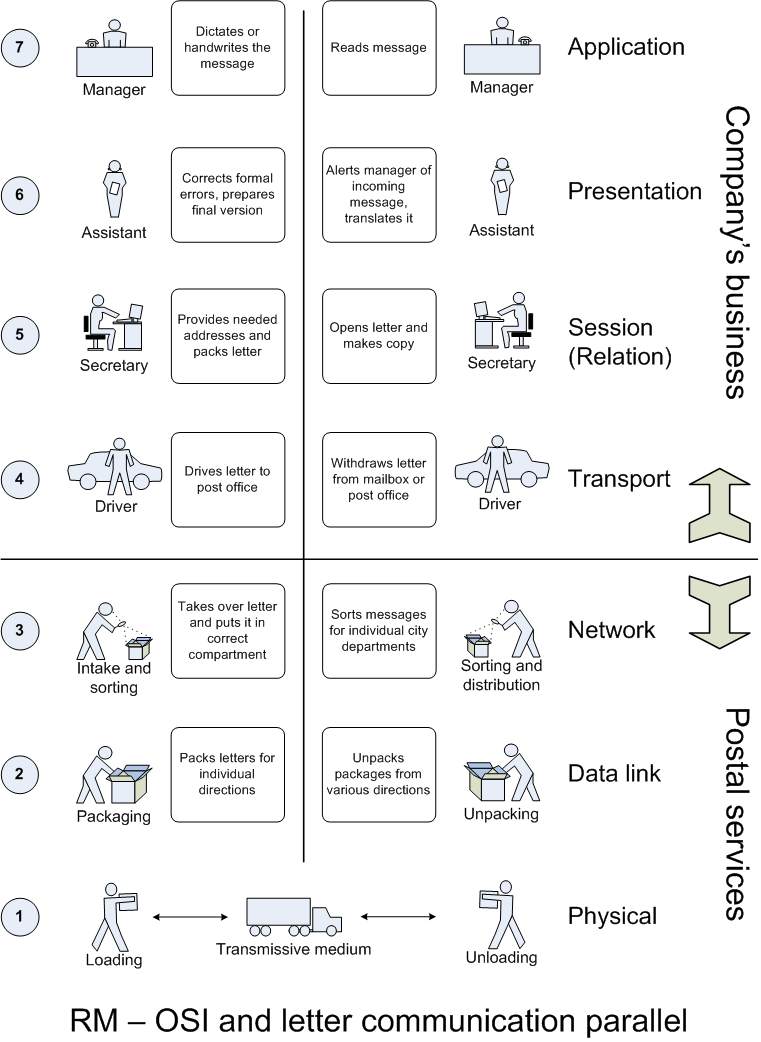 7
Manager
Dictates or
handwrites the
message
Reads message
Manager
Application
6
Assistant
Corrects formal
errors, prepares
final version
Alerts manager of
incoming
message,
translates it
Assistant
Presentation
5
Secretary
Provides needed
addresses and
packs letter
Opens letter and
makes copy
Secretary
Session
(Relation)
Company's business
4
Driver
Drives letter to
post office
Withdraws letter
from mailbox or
post office
Driver
Transport
3
Intake and
sorting
Takes over letter
and puts it in
correct
compartment
Sorts messages
for individual city
departments
Sorting and
distribution
Network
2
Packaging
Packs letters for
individual
directions
Unpacks
packages from
various directions
Unpacking
Data link
Postal services
1
Loading
Transmissive medium
Unloading
Physical
RM – OSI and letter communication parallel